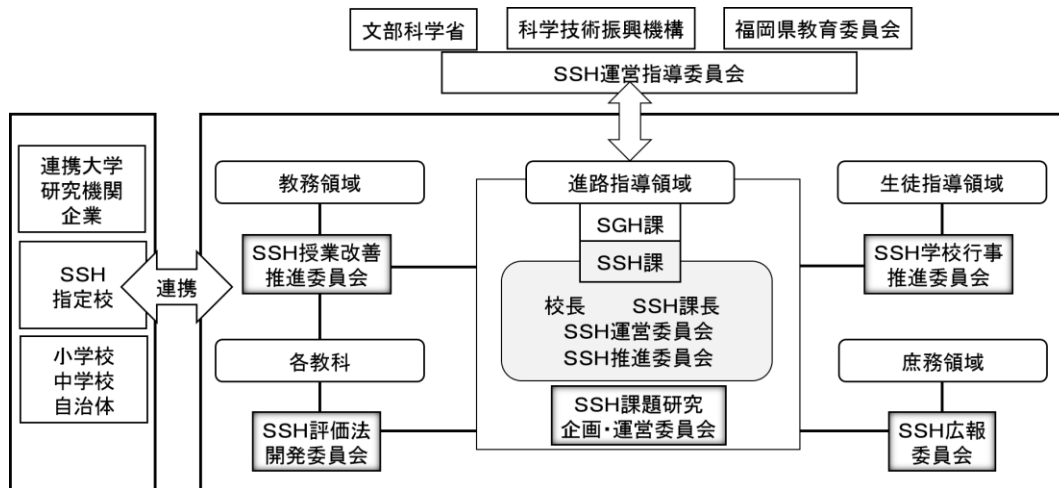 文部科学省
科学技術振興機構
福岡県教育委員会
SSH運営指導委員会
連携大学
研究機関
企業
SSH
指定校
小学校
中学校
自治体
連携
教務領域
SSH授業改善
推進委員会
各教科
SSH評価法
開発委員会
進路指導領域
SGH課
SSH課
校長 SSH課長
SSH運営委員会
SSH推進委員会
SSH課題研究
企画・運営委員会
生徒指導領域
SSH学校行事
推進委員会
庶務領域
SSH広報
委員会